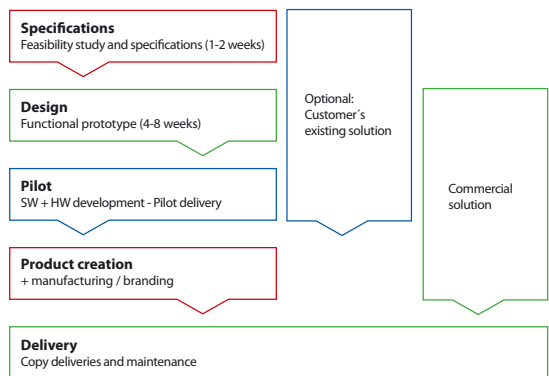 Specifications
Feasibility study and specifications (1-2 weeks)
Design
Functional prototype (4-8 weeks)
Pilot
SW + HW development - Pilot delivery
Product creation
+ manufacturing / branding
Optional:
Customer´s
existing solution
Commercial
solution
Delivery
Copy deliveries and maintenance